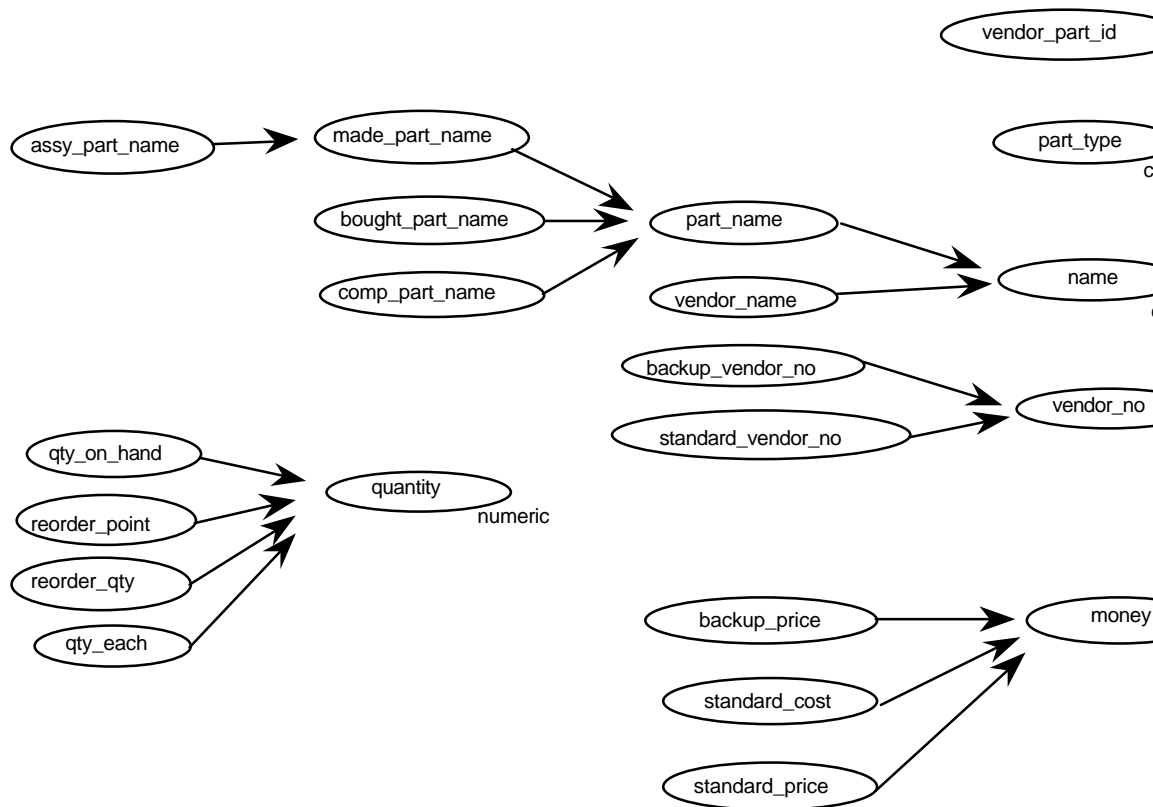 vendor_part_id
assy_part_name
made_part_name
part_type
c
bought_part_name
part_name
comp_part_name
vendor_name
name
backup_vendor_no
vendor_no
standard_vendor_no
qty_on_hand
quantity
numeric
reorder_point
reorder_qty
qty_each
backup_price
money
standard_cost
standard_price